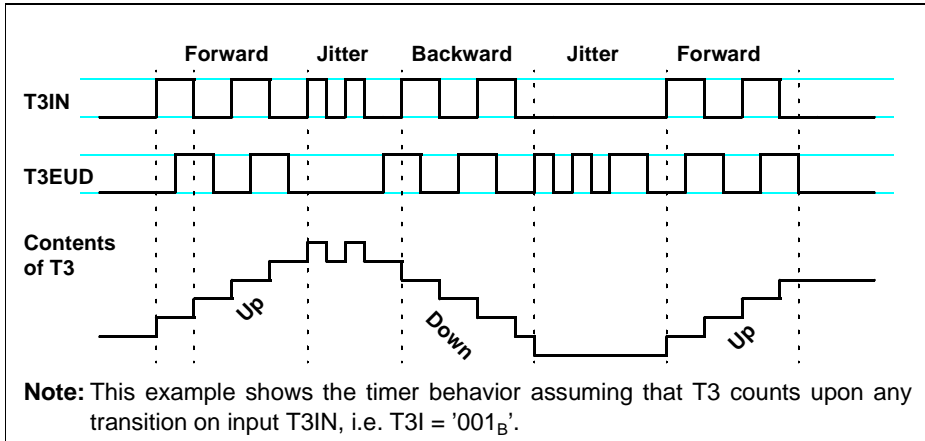 Forward Jitter Backward Jitter Forward
T3IN
T3EUD
Contents
of T3
Up
Down
Up
Note: This example shows the timer behavior assuming that T3 counts upon any
transition on input T3IN, i.e. T3I = '001B'.